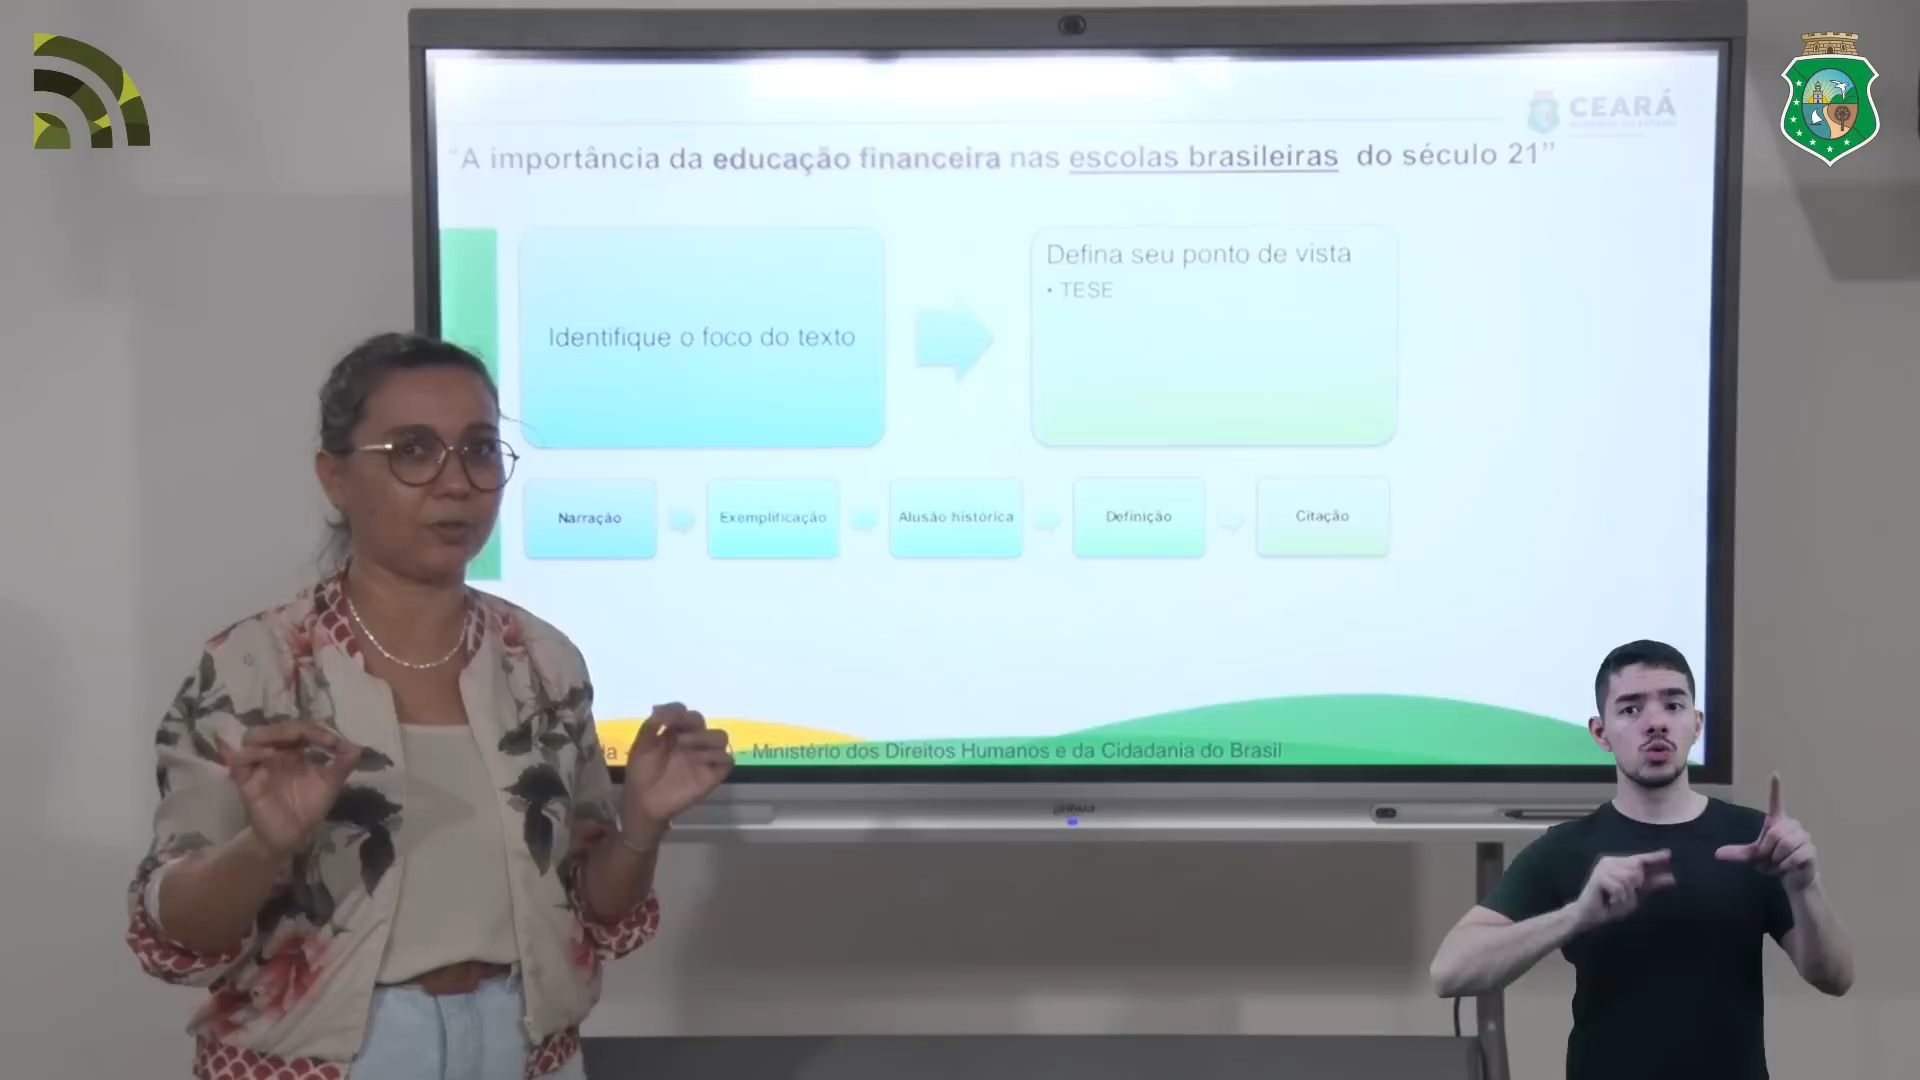 CEARÁ
“A importância da educação financeira nas escolas brasileiras do século 21”
Identifique o foco do texto
Defina seu ponto de vista
• TESE
Narração
Exemplificação
Alusão histórica
Definição
Citação
- Ministério dos Direitos Humanos e da Cidadania do Brasil